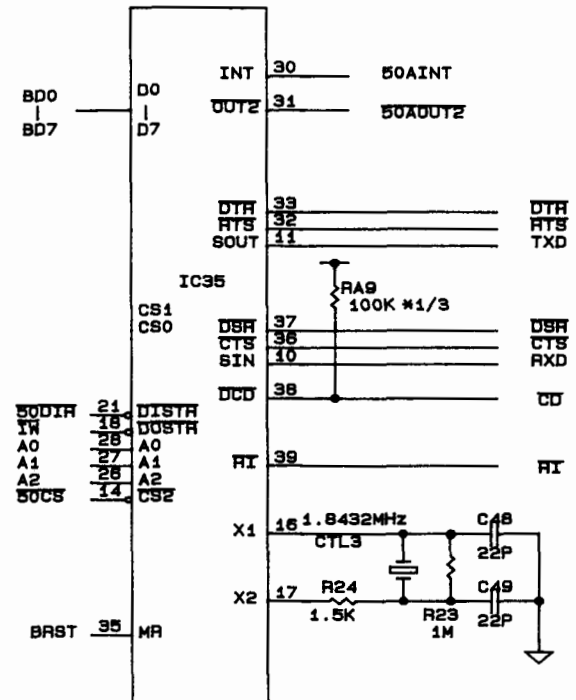 INT 30 50AINT
BD0 D0
BD7 D7
OUT2 31 50AOUT2
DTR 33 DTR
RTS 32 RTS
SOUT 11 TXD
IC35
RA9
100K *1/3
CS1
CS0
DSR 37 DSR
CTS 36 CTS
SIN 10 RXD
DCD 38 CD
50DIR 21 DISTR
IW 18 DOSTR
A0 28 A0
A1 27 A1
A2 26 A2
50CS 14 CS2
RI 39 RI
X1 16 1.8432MHz C48
CTL3 22P
X2 17 R24 C49
1.5K R23 22P
1M
BRST 35 MR